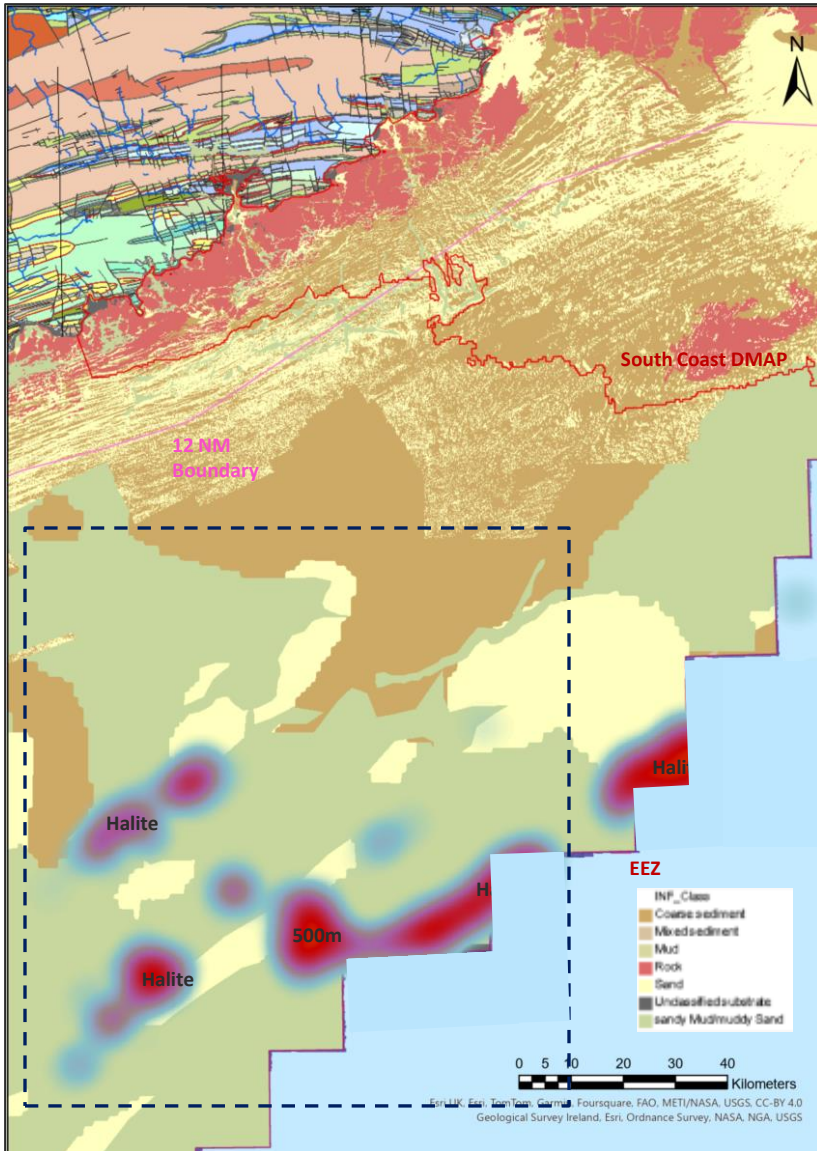 N
South Coast DMAP
12 NM
Boundary
Hali
Halite
H
500m
Halite
EEZ
INF_Class
Coarse sediment
Mixed sediment
Mud
Rock
Sand
Unclassified substrate
sandy Mud/muddy Sand
0 5 10 20 30 40
Kilometers
Esri UK, Esri, TomTom, Garmin, Foursquare, FAO, METI/NASA, USGS, CC-BY 4.0
Geological Survey Ireland, Esri, Ordnance Survey, NASA, NGA, USGS